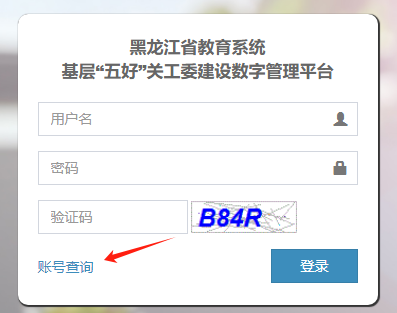 黑龙江省教育系统
基层“五好”关工委建设数字管理平台
用户名
密码
验证码
B84R
账号查询
登录